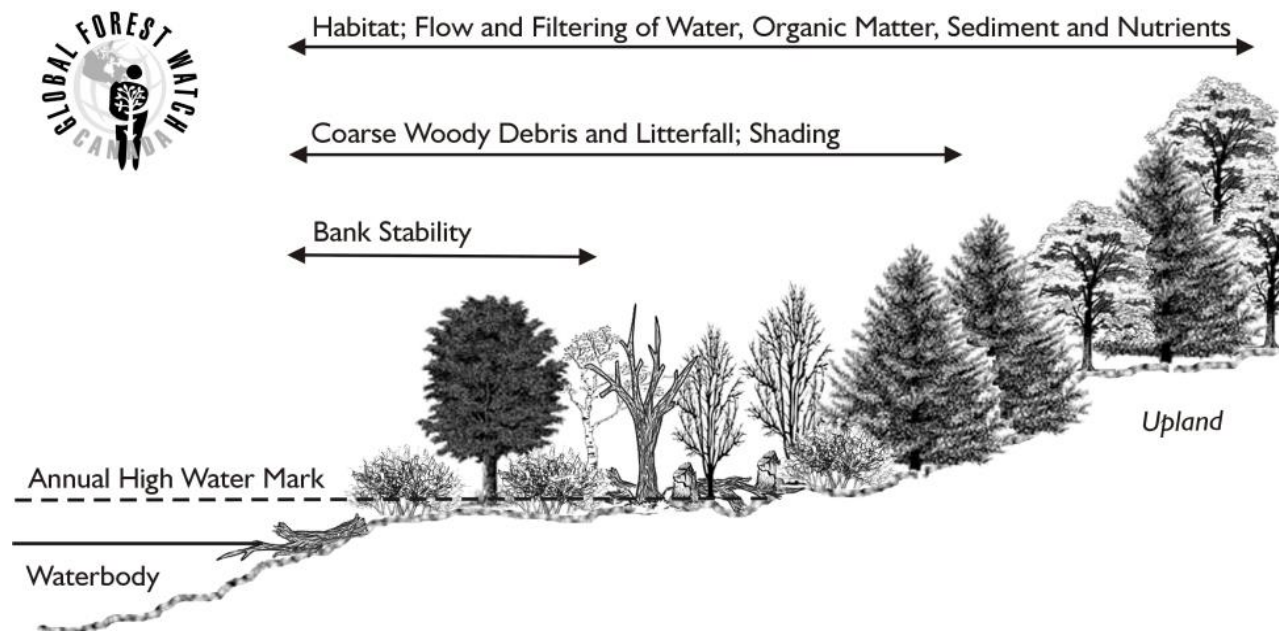 GLOBAL FOREST WATCH
CANADA
Habitat; Flow and Filtering of Water, Organic Matter, Sediment and Nutrients
Coarse Woody Debris and Litterfall; Shading
Bank Stability
Upland
Annual High Water Mark
Waterbody